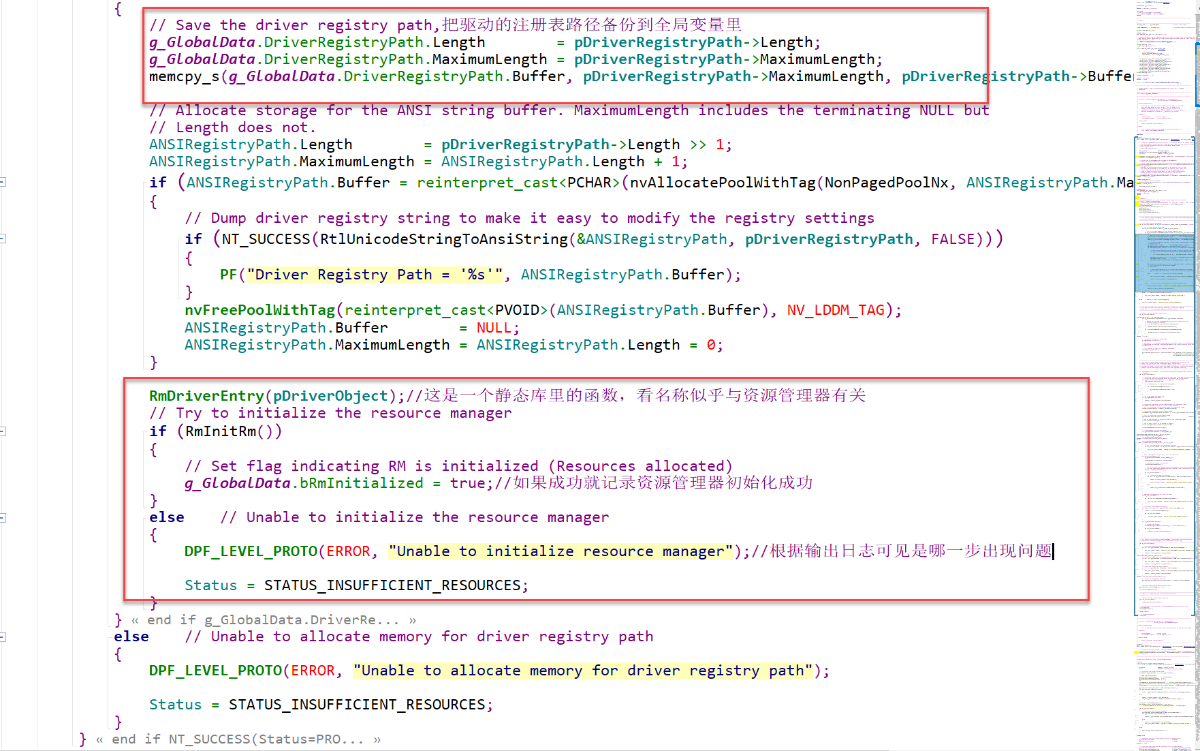 {
// Save the driver registry path,把驱动的注册表路径备份到全局变量里
g_GlobalData.DriverRegistryPath.Length = pDriverRegistryPath->Length;
g_GlobalData.DriverRegistryPath.MaximumLength = pDriverRegistryPath->MaximumLength;
memcpy_s(g_GlobalData.DriverRegistryPath.Buffer, pDriverRegistryPath->MaximumLength, pDriverRegistryPath->Buffer
// Allocate storage for the ANSI string buffer. MaximumLength includes the terminating NULL but
// Length does not.
ANSIRegistryPath.Length = pDriverRegistryPath->Length >> 1;
ANSIRegistryPath.MaximumLength = ANSIRegistryPath.Length + 1;
if (ANSIRegistryPath.Buffer = reinterpret_cast<PCHAR>(nvAllocatePoolWithTag(NonPagedPoolNx, ANSIRegistryPath.Ma
{
// Dump driver registry string to make it easy to modify the registry settings
if (NT_SUCCESS(RtlUnicodeStringToAnsiString(&ANSIRegistryPath, pDriverRegistryPath, FALSE)))
{
PF("Driver Registry Path = '%s'", ANSIRegistryPath.Buffer);
}
nvFreePoolWithTag(reinterpret_cast<PVOID>(ANSIRegistryPath.Buffer), NV_LDDM_TAG);
ANSIRegistryPath.Buffer = NULL;
ANSIRegistryPath.MaximumLength = ANSIRegistryPath.Length = 0;
}
RmDriverEntry(pDriverObject);//这是一个静态库里的函数，看名称似乎与资源管理器有关
// Try to initialize the resource manager
if (RmInitRm())
{
// Set flag indicating RM is initialized (Resources allocated)
g_GlobalData.bRmInitialized = true;//如果成功就记录资源管理器初始化成功
}
else // Unable to initialize the resource manager
{
DPF_LEVEL_PROTO(ERROR, "Unable to initialize resource manager");//根据输出日志可见是哪一步出现问题
Status = STATUS_INSUFFICIENT_RESOURCES;
}
} « end if g_GlobalData.DriverRe... »
else // Unable to allocate memory for driver registry path
{
DPF_LEVEL_PROTO(ERROR, "Unable to allocate memory for driver registry path");
Status = STATUS_INSUFFICIENT_RESOURCES;
}
} « end if NT_SUCCESS(Status=PRO... »